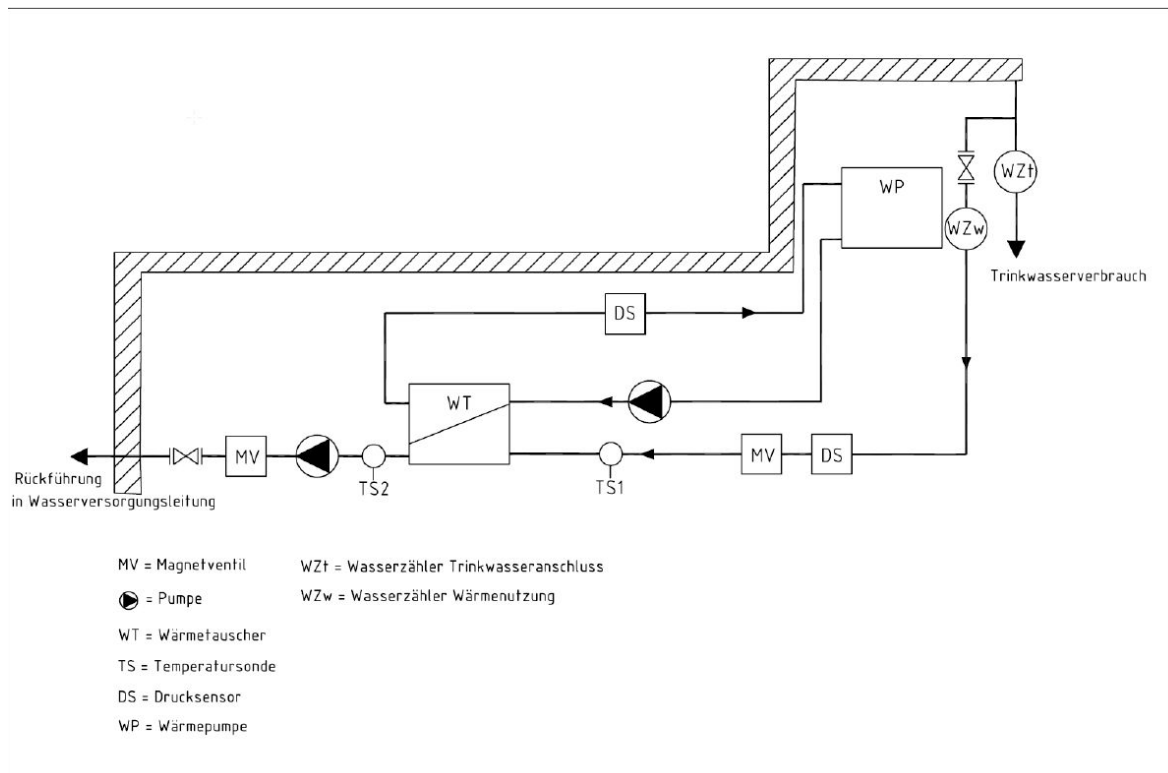 WP
WZt
WZw
Trinkwasserverbrauch
DS
WT
MV
TS2
TS1
MV
DS
Rückführung
in Wasserversorgungsleitung
MV = Magnetventil
WZt = Wasserzähler Trinkwasseranschluss
= Pumpe
WZw = Wasserzähler Wärmenutzung
WT = Wärmetauscher
TS = Temperatursonde
DS = Drucksensor
WP = Wärmepumpe